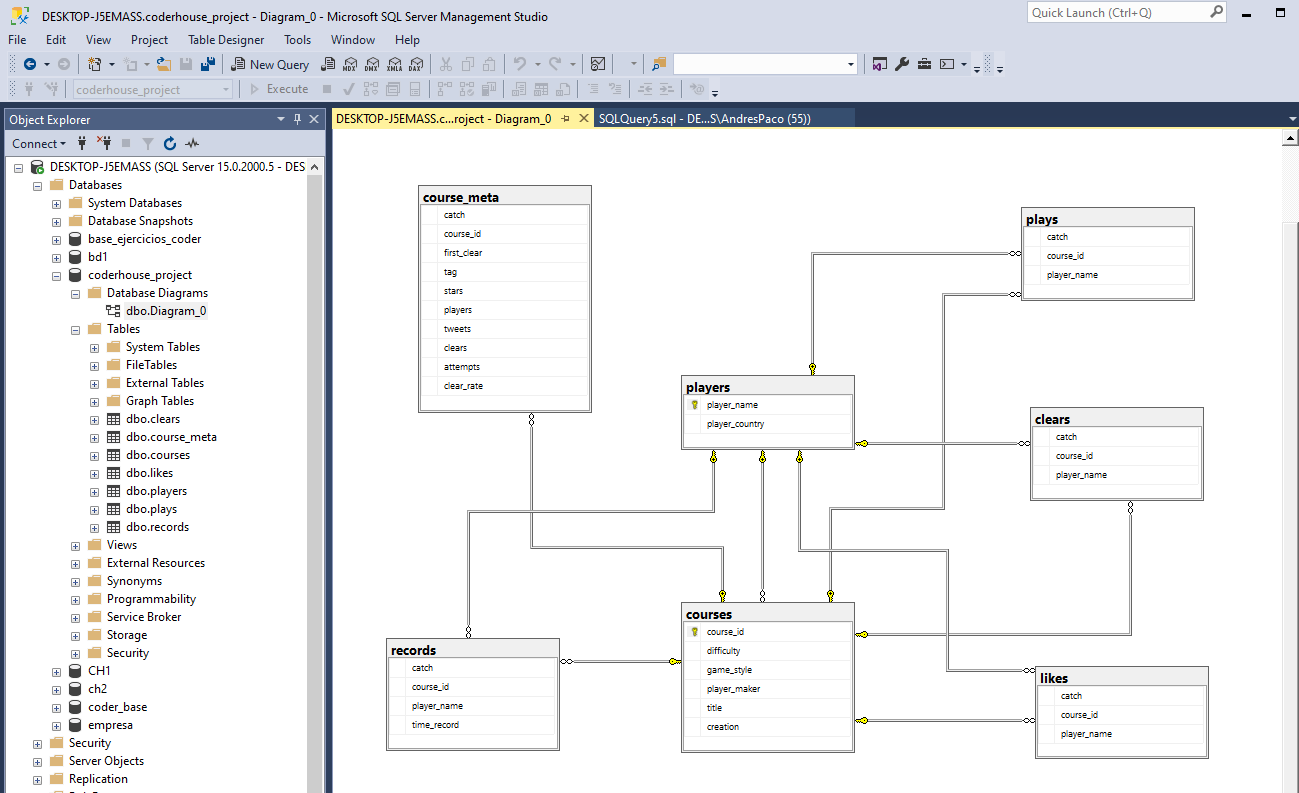 DESKTOP-J5EMASS.coderhouse_project - Diagram_0 - Microsoft SQL Server Management Studio
Quick Launch (Ctrl+Q)
File Edit View Project Table Designer Tools Window Help
New Query MDX DMX XMLA DAX
coderhouse_project Execute
Object Explorer
DESKTOP-J5EMASS.c...roject - Diagram_0
SQLQuery5.sql - DE...S\AndresPaco (55))
Connect
DESKTOP-J5EMASS (SQL Server 15.0.2000.5 - DES
Databases
System Databases
Database Snapshots
base_ejercicios_coder
bd1
coderhouse_project
Database Diagrams
dbo.Diagram_0
Tables
System Tables
FileTables
External Tables
Graph Tables
dbo.clears
dbo.course_meta
dbo.courses
dbo.likes
dbo.players
dbo.plays
dbo.records
Views
External Resources
Synonyms
Programmability
Service Broker
Storage
Security
CH1
ch2
coder_base
empresa
Security
Server Objects
Replication
course_meta
catch
course_id
first_clear
tag
stars
players
tweets
clears
attempts
clear_rate
plays
catch
course_id
player_name
players
player_name
player_country
clears
catch
course_id
player_name
courses
course_id
difficulty
game_style
player_maker
title
creation
records
catch
course_id
player_name
time_record
likes
catch
course_id
player_name